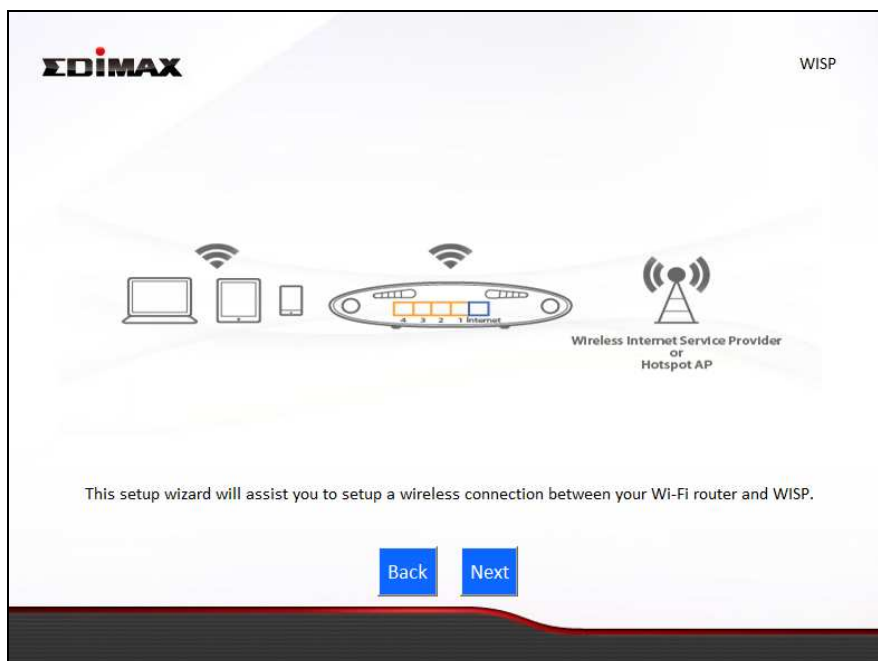 EDIMAX
WISP
4 3 2 1 Internet
Wireless Internet Service Provider
or
Hotspot AP
This setup wizard will assist you to setup a wireless connection between your Wi-Fi router and WISP.
Back Next